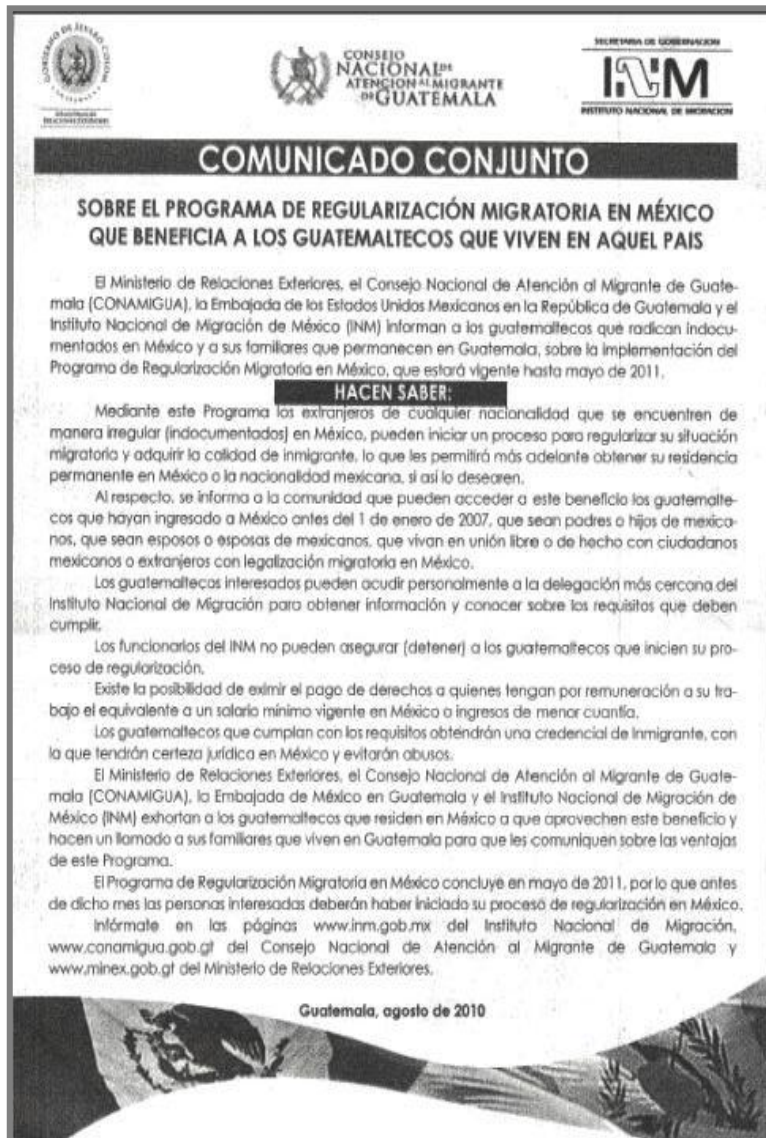 GOBIERNO DE ÁLVARO COLOM
GUATEMALA
CONSEJO
NACIONAL DE
ATENCION AL MIGRANTE
DE GUATEMALA
SECRETARIA DE GOBERNACION
INM
INSTITUTO NACIONAL DE MIGRACION
COMUNICADO CONJUNTO
SOBRE EL PROGRAMA DE REGULARIZACIÓN MIGRATORIA EN MÉXICO
QUE BENEFICIA A LOS GUATEMALTECOS QUE VIVEN EN AQUEL PAIS
El Ministerio de Relaciones Exteriores, el Consejo Nacional de Atención al Migrante de Guate-
mala (CONAMIGUA), la Embajada de los Estados Unidos Mexicanos en la República de Guatemala y el
Instituto Nacional de Migración de México (INM) informan a los guatemaltecos que radican indocu-
mentados en México y a sus familiares que permanecen en Guatemala, sobre la implementación del
Programa de Regularización Migratoria en México, que estará vigente hasta mayo de 2011.
HACEN SABER:
Mediante este Programa los extranjeros de cualquier nacionalidad que se encuentren de
manera irregular (indocumentados) en México, pueden iniciar un proceso para regularizar su situación
migratoria y adquirir la calidad de inmigrante, lo que les permitirá más adelante obtener su residencia
permanente en México o la nacionalidad mexicana, si así lo desearen.
Al respecto, se informa a la comunidad que pueden acceder a este beneficio los guatemalte-
cos que hayan ingresado a México antes del 1 de enero de 2007, que sean padres o hijos de mexica-
nos, que sean esposos o esposas de mexicanos, que vivan en unión libre o de hecho con ciudadanos
mexicanos o extranjeros con legalización migratoria en México.
Los guatemaltecos interesados pueden acudir personalmente a la delegación más cercana del
Instituto Nacional de Migración para obtener información y conocer sobre los requisitos que deben
cumplir.
Los funcionarios del INM no pueden asegurar (detener) a los guatemaltecos que inicien su pro-
ceso de regularización.
Existe la posibilidad de eximir el pago de derechos a quienes tengan por remuneración a su tra-
bajo el equivalente a un salario mínimo vigente en México o ingresos de menor cuantía.
Los guatemaltecos que cumplan con los requisitos obtendrán una credencial de Inmigrante, con
la que tendrán certeza jurídica en México y evitarán abusos.
El Ministerio de Relaciones Exteriores, el Consejo Nacional de Atención al Migrante de Guate-
mala (CONAMIGUA), la Embajada de México en Guatemala y el Instituto Nacional de Migración de
México (INM) exhortan a los guatemaltecos que residen en México a que aprovechen este beneficio y
hacen un llamado a sus familiares que viven en Guatemala para que les comuniquen sobre las ventajas
de este Programa.
El Programa de Regularización Migratoria en México concluye en mayo de 2011, por lo que antes
de dicho mes las personas interesadas deberán haber iniciado su proceso de regularización en México.
Infórmate en las páginas www.inm.gob.mx del Instituto Nacional de Migración,
www.conamigua.gob.gt del Consejo Nacional de Atención al Migrante de Guatemala y
www.minex.gob.gt del Ministerio de Relaciones Exteriores.
Guatemala, agosto de 2010